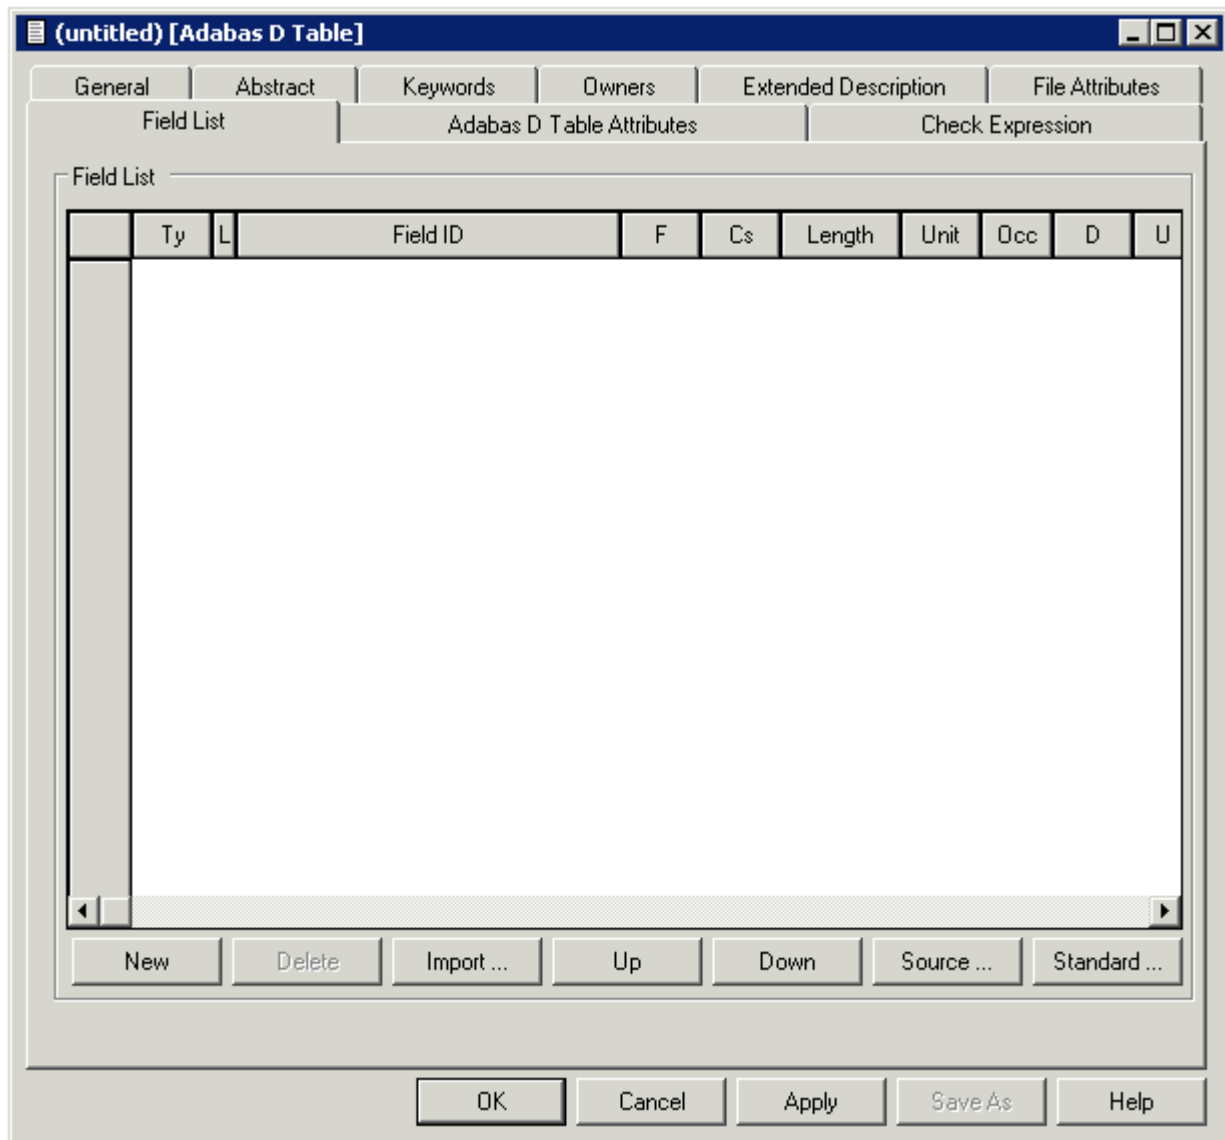 (untitled) [Adabas D Table]
General Abstract Keywords Owners Extended Description File Attributes
Field List Adabas D Table Attributes Check Expression
Field List
Ty L Field ID F Cs Length Unit Occ D U
New Delete Import ... Up Down Source ... Standard ...
OK Cancel Apply Save As Help